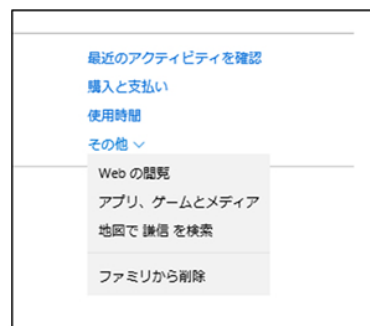 最近のアクティビティを確認
購入と支払い
使用時間
その他
Web の閲覧
アプリ、ゲームとメディア
地図で 謙信 を検索
ファミリから削除